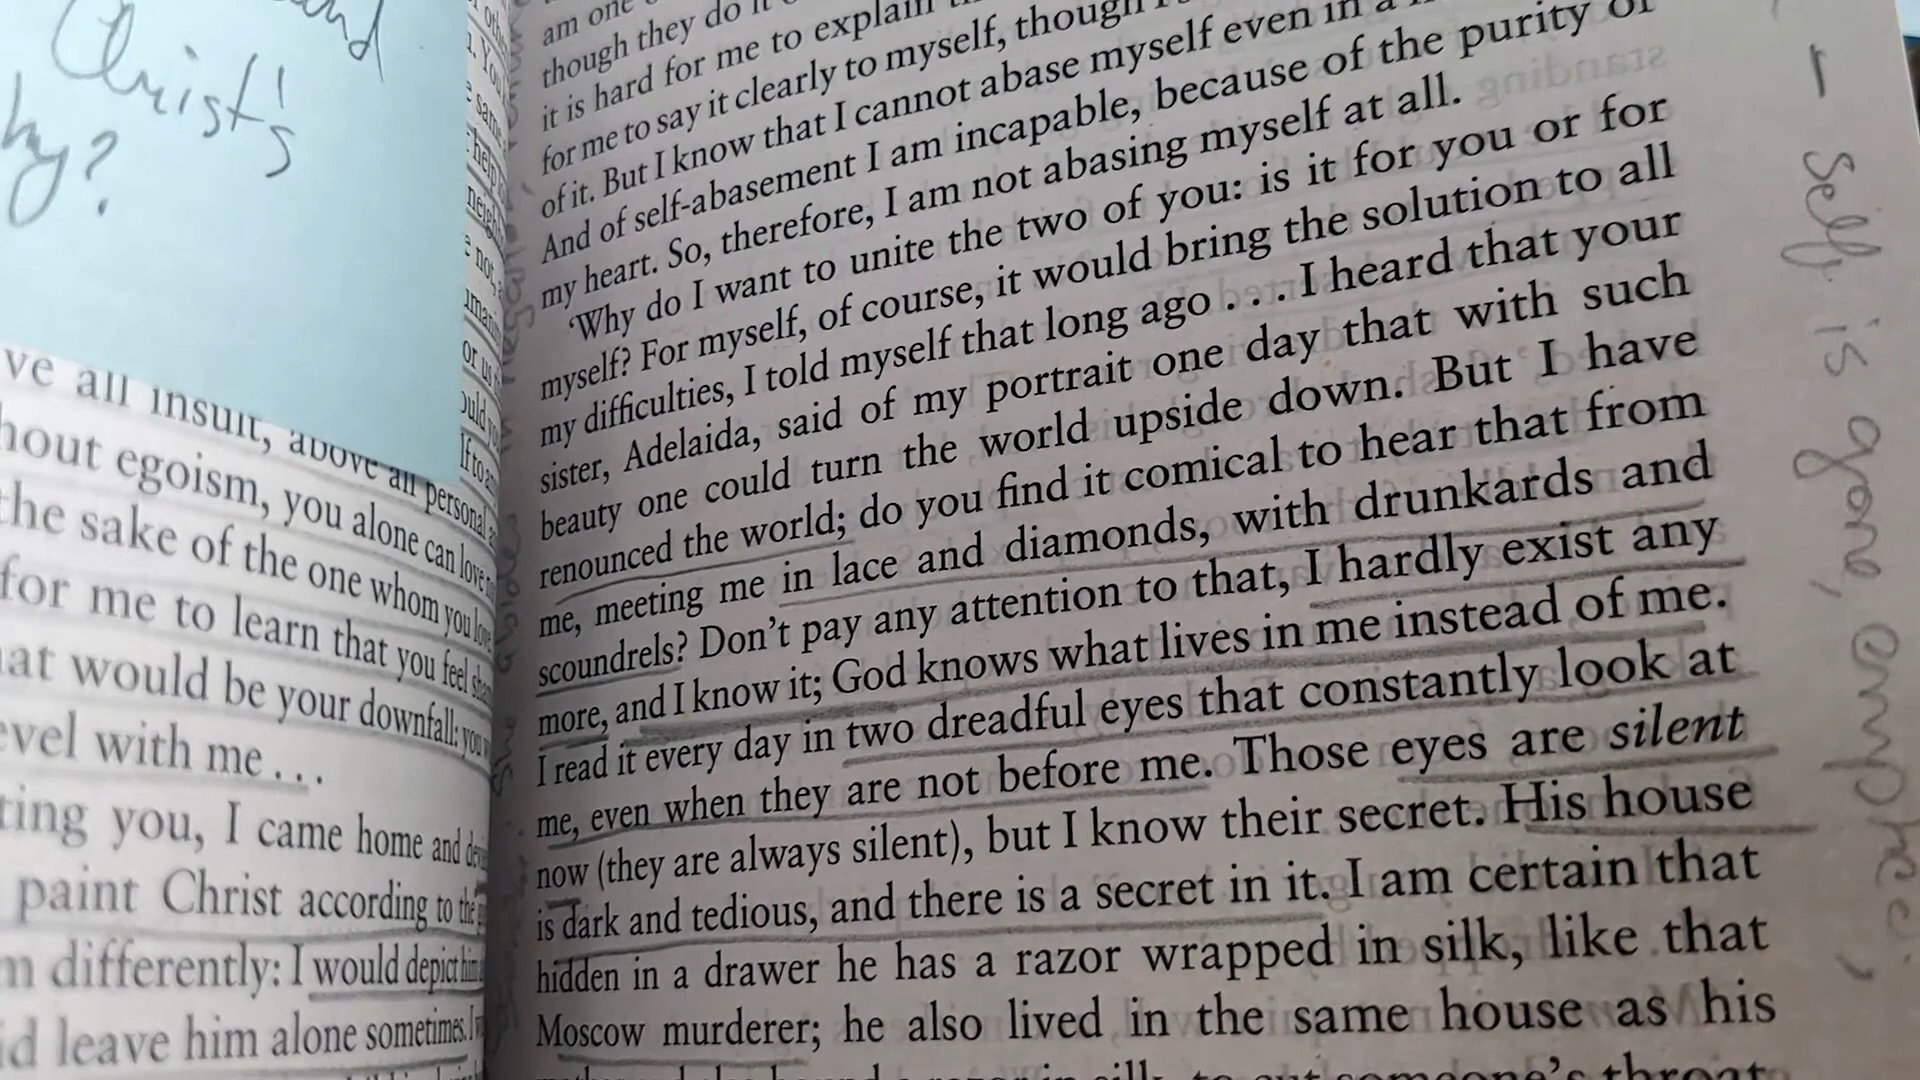 and
Christ's
hy?
ve all insult, above all personal
hout egoism, you alone can love
the sake of the one whom you love
for me to learn that you feel
at would be your downfall: you
evel with me . . .
ting you, I came home and
paint Christ according to the
m differently: I would depict him
id leave him alone sometimes.
am one
though they do it
it is hard for me to explain
for me to say it clearly to myself, though
of it. But I know that I cannot abase myself even in a
And of self-abasement I am incapable, because of the purity of
my heart. So, therefore, I am not abasing myself at all.
'Why do I want to unite the two of you: is it for you or for
myself? For myself, of course, it would bring the solution to all
my difficulties, I told myself that long ago . . . I heard that your
sister, Adelaida, said of my portrait one day that with such
beauty one could turn the world upside down. But I have
renounced the world; do you find it comical to hear that from
me, meeting me in lace and diamonds, with drunkards and
scoundrels? Don't pay any attention to that, I hardly exist any
more, and I know it; God knows what lives in me instead of me.
I read it every day in two dreadful eyes that constantly look at
me, even when they are not before me. Those eyes are silent
now (they are always silent), but I know their secret. His house
is dark and tedious, and there is a secret in it. I am certain that
hidden in a drawer he has a razor wrapped in silk, like that
Moscow murderer; he also lived in the same house as his
razor in silk, to cut someone's throat
- self is gone,